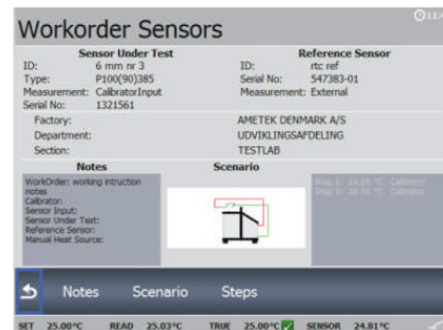 Workorder Sensors
Sensor Under Test
ID: 6 mm nr 3
Type: P100(90)385
Measurement: CalibratorInput
Serial No: 1321561
Reference Sensor
ID: rtc ref
Serial No: 547383-01
Measurement: External
Factory: AMETEK DENMARK A/S
Department: UDVIKLINGSAFDELING
Section: TESTLAB
Notes
WorkOrder: working intruction
notes
Calibrator:
Sensor Input:
Sensor Under Test:
Reference Sensor:
Manual Heat Source:
Scenario
Notes Scenario Steps
SET 25.00°C READ 25.03°C TRUE 25.00°C SENSOR 24.81°C